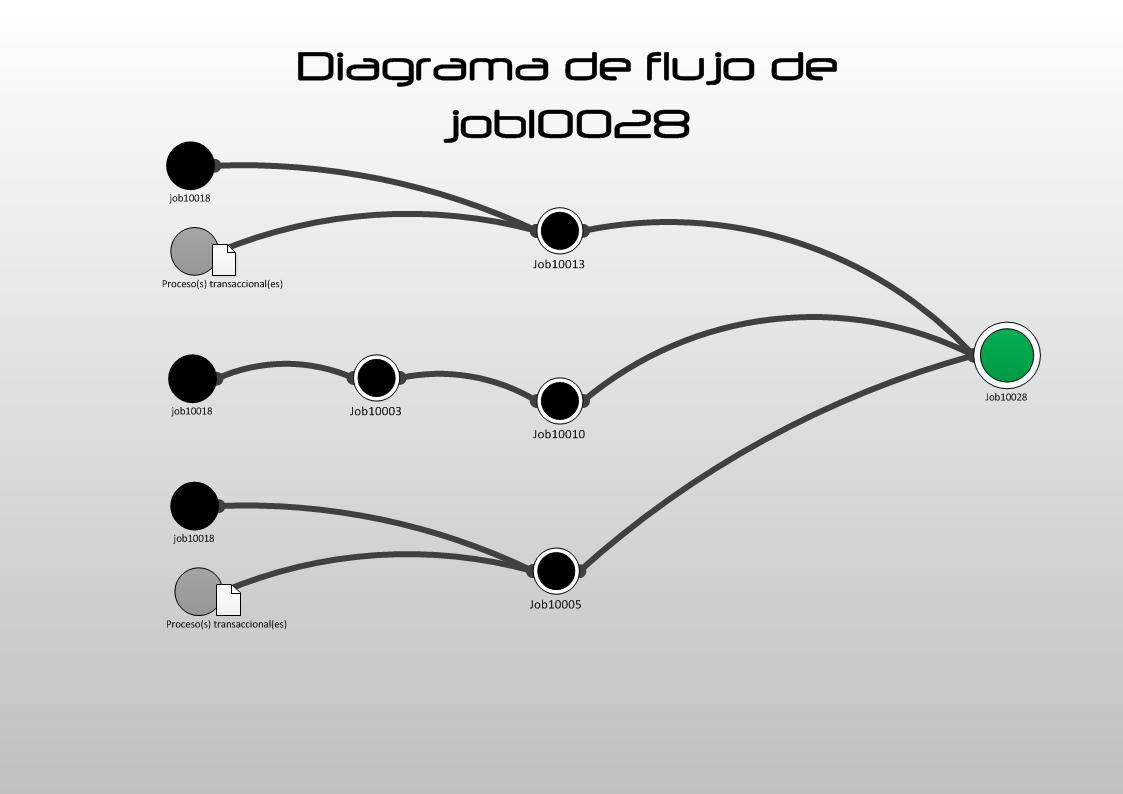 Diagrama de flujo de
job10028
job10018
Proceso(s) transaccional(es)
Job10013
job10018
Job10003
Job10010
Job10028
job10018
Proceso(s) transaccional(es)
Job10005